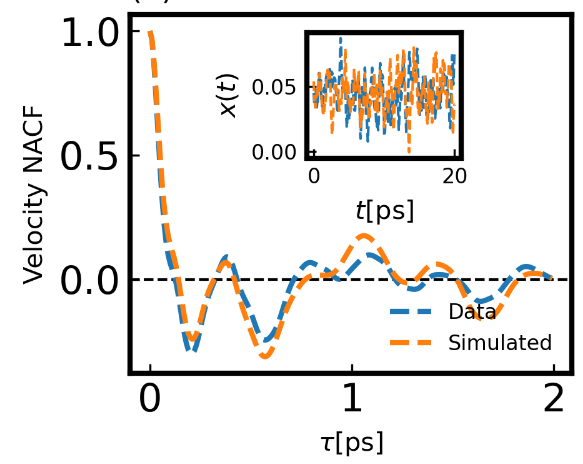 1.0
0.5
0.0
Velocity NACF
0.05
0.00
x(t)
0
20
t[ps]
Data
Simulated
0
1
2
τ[ps]